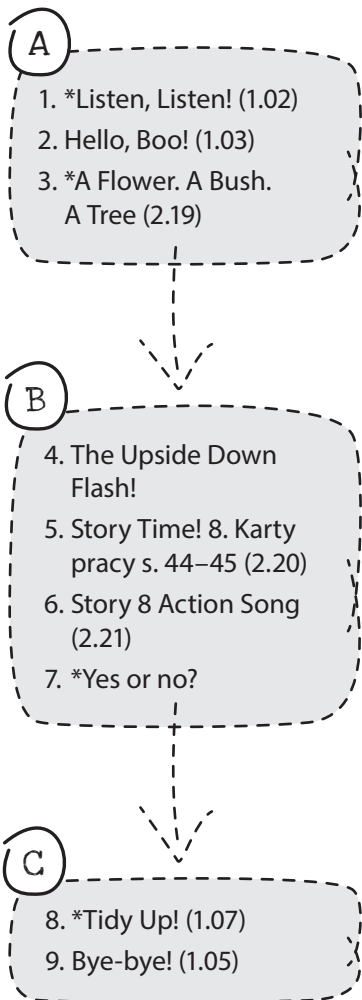 A
1. *Listen, Listen! (1.02)
2. Hello, Boo! (1.03)
3. *A Flower. A Bush.
A Tree (2.19)
B
4. The Upside Down
Flash!
5. Story Time! 8. Karty
pracy s. 44–45 (2.20)
6. Story 8 Action Song
(2.21)
7. *Yes or no?
C
8. *Tidy Up! (1.07)
9. Bye-bye! (1.05)